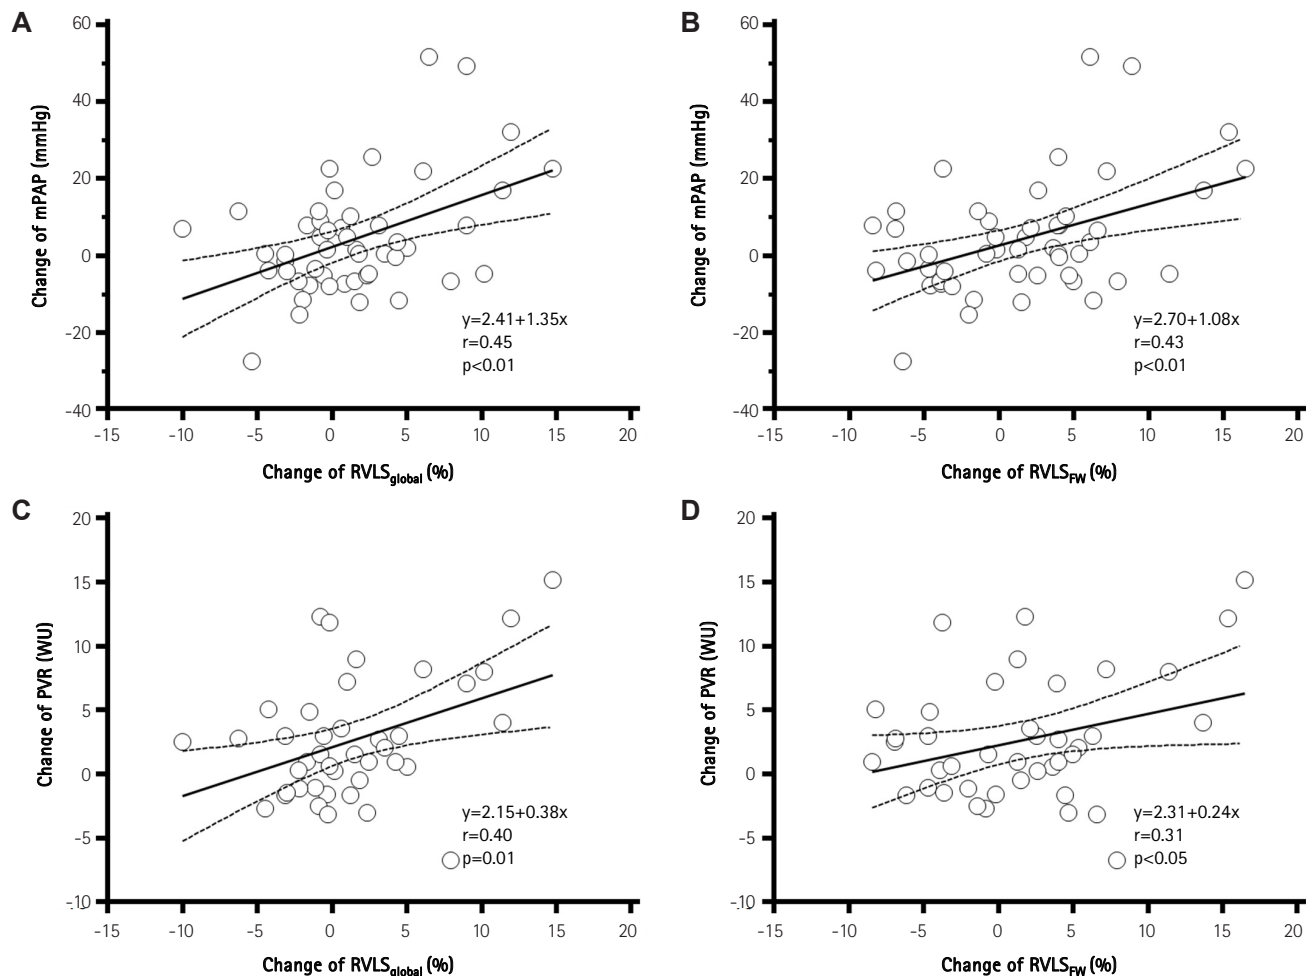 A
60
40
20
0
-20
-40
-15 -10 -5 0 5 10 15 20
Change of mPAP (mmHg)
Change of RVLSglobal (%)
y=2.41+1.35x
r=0.45
p<0.01
B
60
40
20
0
-20
-40
-15 -10 -5 0 5 10 15 20
Change of mPAP (mmHg)
Change of RVLSFW (%)
y=2.70+1.08x
r=0.43
p<0.01
C
20
15
10
5
0
-5
-10
-15 -10 -5 0 5 10 15 20
Change of PVR (WU)
Change of RVLSglobal (%)
y=2.15+0.38x
r=0.40
p=0.01
D
20
15
10
5
0
-5
-10
-15 -10 -5 0 5 10 15 20
Change of PVR (WU)
Change of RVLSFW (%)
y=2.31+0.24x
r=0.31
p<0.05